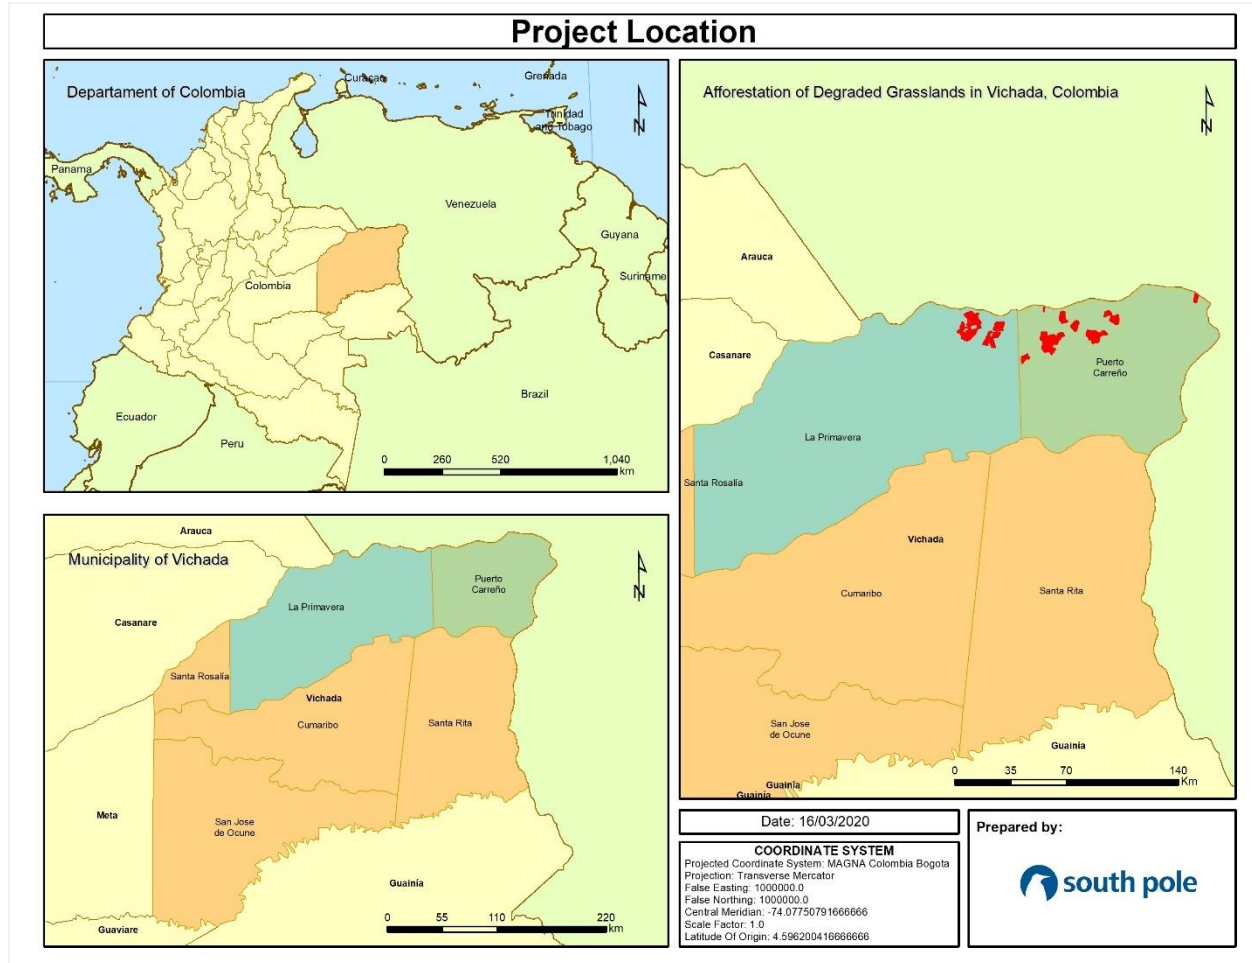 Project Location
Departament of Colombia
Curaçao
Grenada
N
Trinidad
and Tobago
Panama
Venezuela
Guyana
Suriname
Colombia
Ecuador
Peru
Brazil
0 260 520 1,040
km
Municipality of Vichada
N
Arauca
Puerto
Carreño
La Primavera
Casanare
Santa Rosalía
Vichada
Cumaribo
Santa Rita
Meta
San Jose
de Ocune
Guainía
Guaviare
0 55 110 220
km
Afforestation of Degraded Grasslands in Vichada, Colombia
N
Arauca
Casanare
Puerto
Carreño
La Primavera
Santa Rosalía
Vichada
Cumaribo
Santa Rita
San Jose
de Ocune
Guainía
Guainía
Guainía
0 35 70 140
Km
Date: 16/03/2020
COORDINATE SYSTEM
Projected Coordinate System: MAGNA Colombia Bogota
Projection: Transverse Mercator
False Easting: 1000000.0
False Northing: 1000000.0
Central Meridian: -74.07750791666666
Scale Factor: 1.0
Latitude Of Origin: 4.596200416666666
Prepared by:
south pole